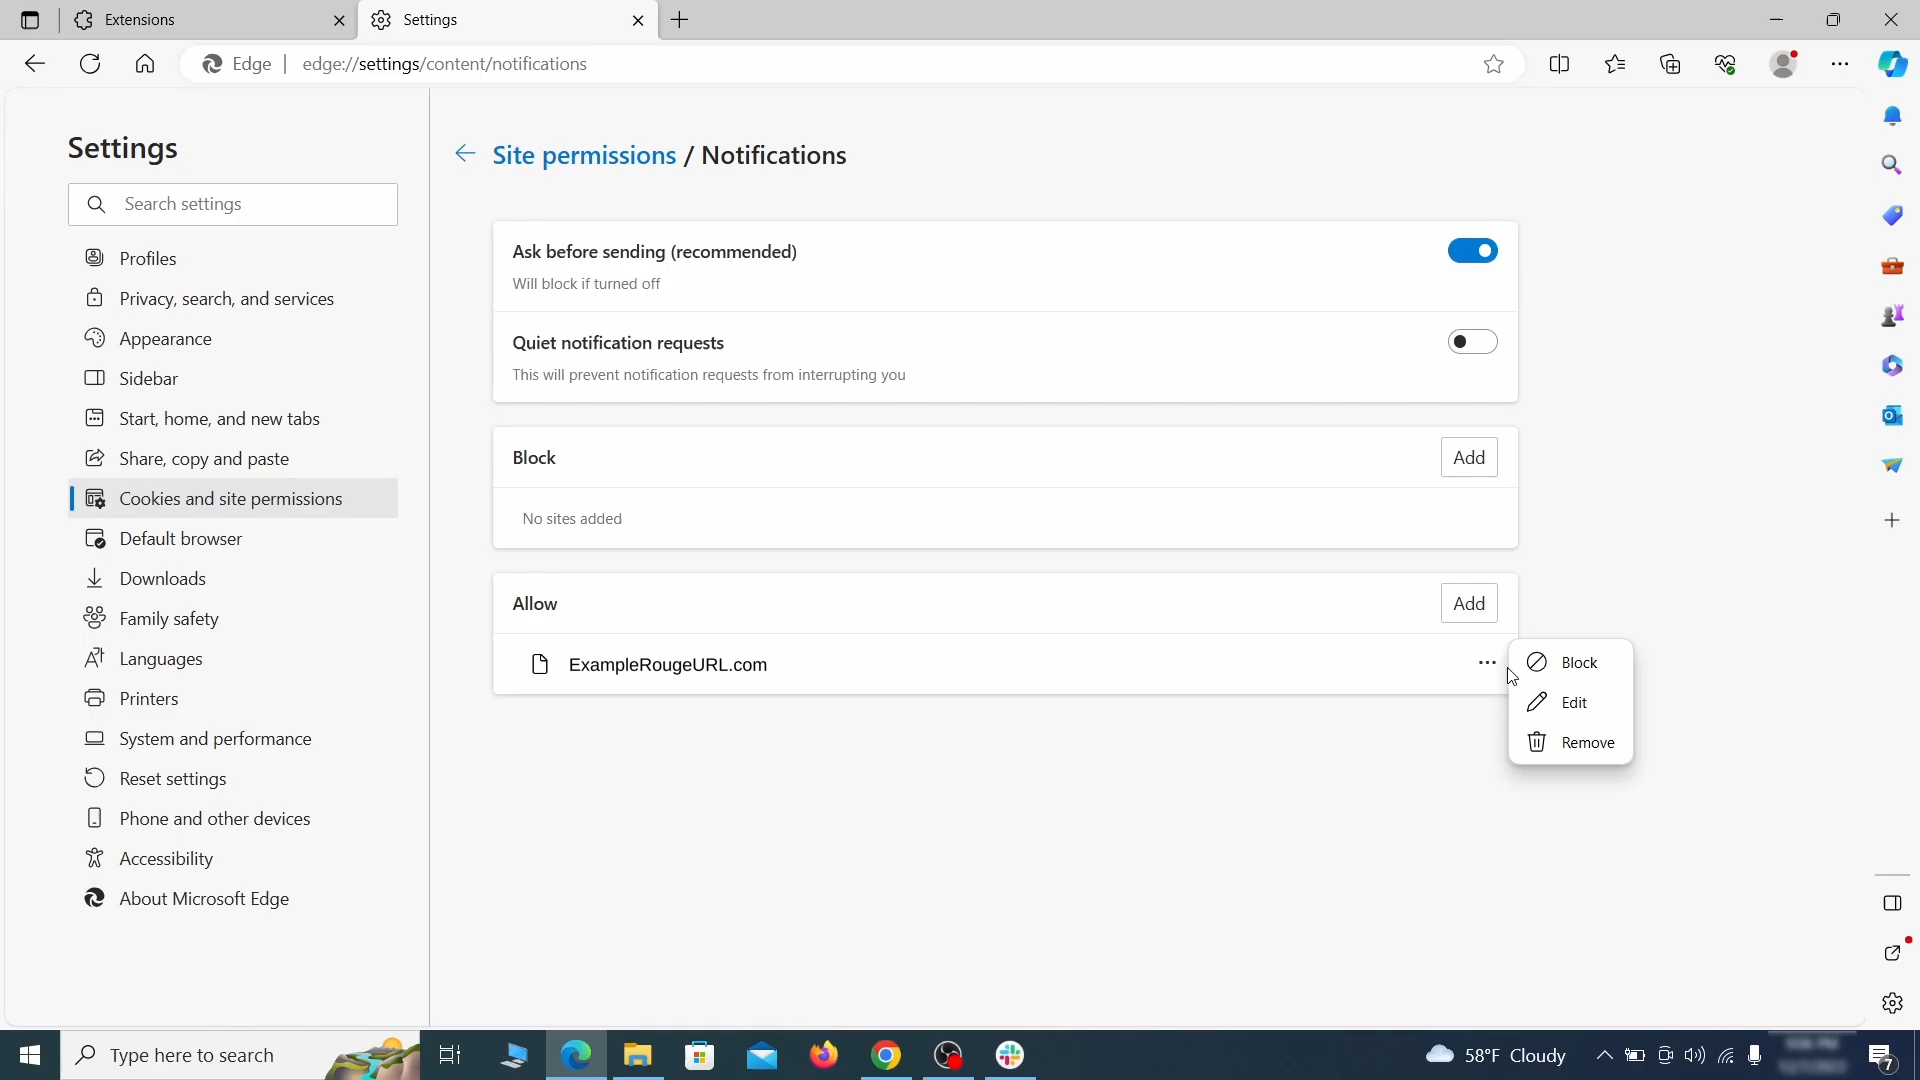 Extensions
Settings
Edge
edge://settings/content/notifications
Settings
Search settings
Profiles
Privacy, search, and services
Appearance
Sidebar
Start, home, and new tabs
Share, copy and paste
Cookies and site permissions
Default browser
Downloads
Family safety
Languages
Printers
System and performance
Reset settings
Phone and other devices
Accessibility
About Microsoft Edge
Site permissions / Notifications
Ask before sending (recommended)
Will block if turned off
Quiet notification requests
This will prevent notification requests from interrupting you
Block
Add
No sites added
Allow
Add
ExampleRougeURL.com
Block
Edit
Remove
Type here to search
58°F Cloudy
7